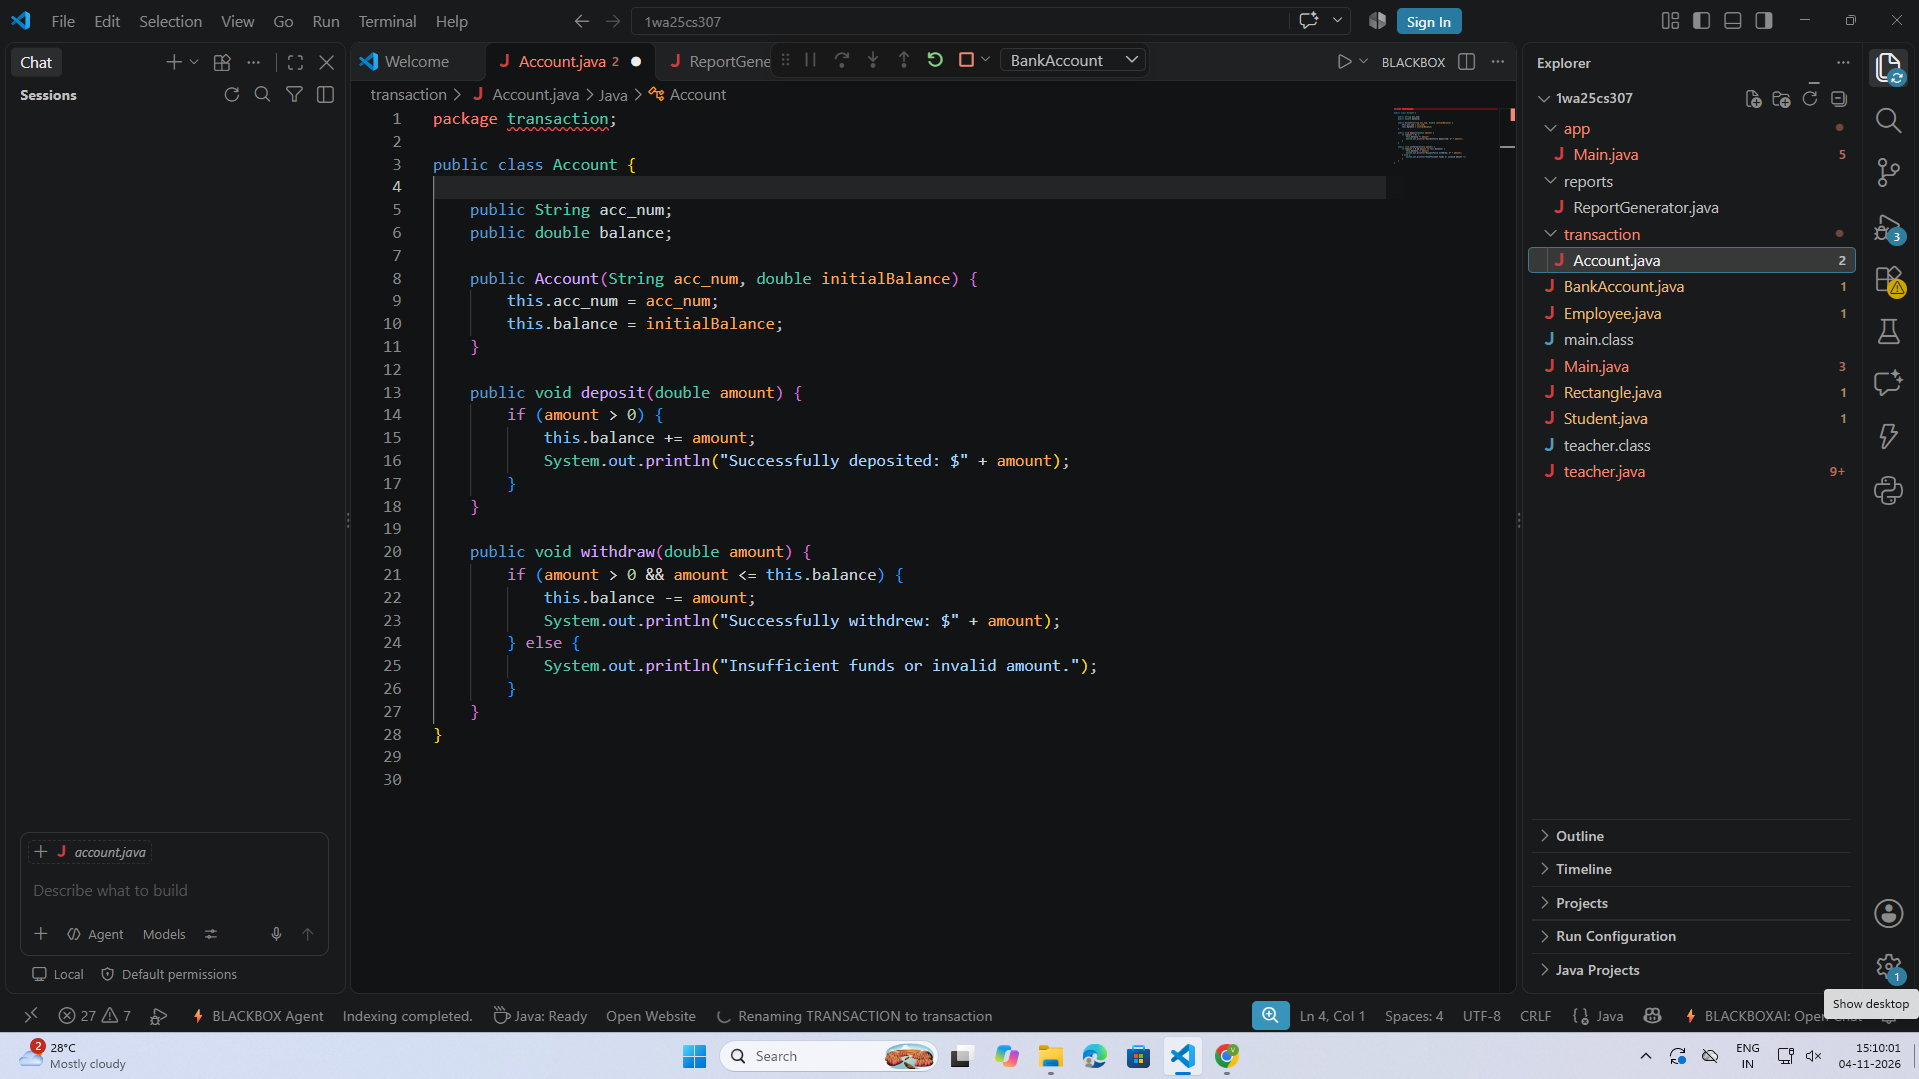 File Edit Selection View Go Run Terminal Help
1wa25cs307
Sign In
Chat
Sessions
Welcome
Account.java 2
ReportGene
BankAccount
BLACKBOX
transaction > Account.java > Java > Account
1 package transaction;
2
3 public class Account {
4
5 public String acc_num;
6 public double balance;
7
8 public Account(String acc_num, double initialBalance) {
9 this.acc_num = acc_num;
10 this.balance = initialBalance;
11 }
12
13 public void deposit(double amount) {
14 if (amount > 0) {
15 this.balance += amount;
16 System.out.println("Successfully deposited: $" + amount);
17 }
18 }
19
20 public void withdraw(double amount) {
21 if (amount > 0 && amount <= this.balance) {
22 this.balance -= amount;
23 System.out.println("Successfully withdrew: $" + amount);
24 } else {
25 System.out.println("Insufficient funds or invalid amount.");
26 }
27 }
28 }
29
30
account.java
Describe what to build
Agent Models
Local Default permissions
Explorer
1wa25cs307
app
Main.java 5
reports
ReportGenerator.java
transaction
Account.java 2
BankAccount.java 1
Employee.java 1
main.class
Main.java 3
Rectangle.java 1
Student.java 1
teacher.class
teacher.java 9+
Outline
Timeline
Projects
Run Configuration
Java Projects
3
1
Show desktop
27 7 BLACKBOX Agent Indexing completed. Java: Ready Open Website Renaming TRANSACTION to transaction
Ln 4, Col 1 Spaces: 4 UTF-8 CRLF Java BLACKBOXAI: Open
2
28°C
Mostly cloudy
Search
ENG
IN
15:10:01
04-11-2026